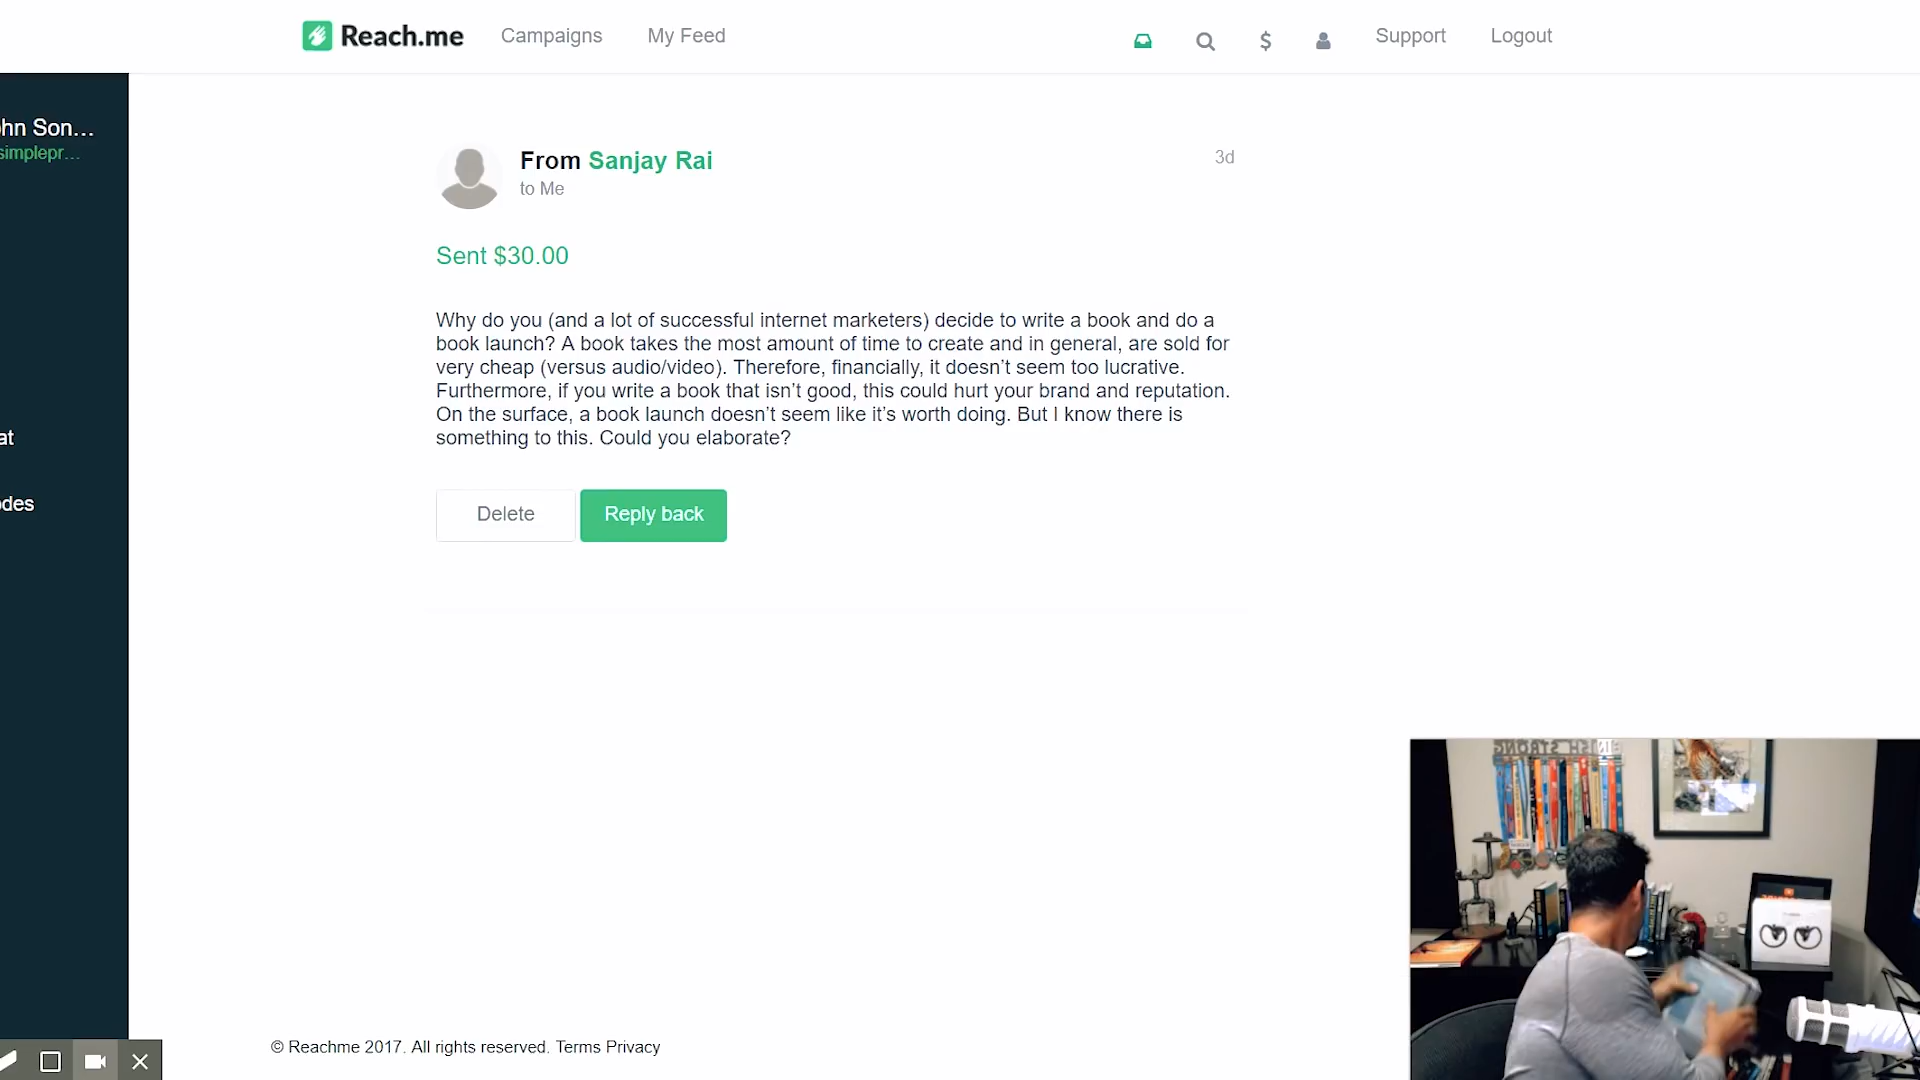 Reach.me
Campaigns
My Feed
Support
Logout
hn Son...
simplepr...
at
odes
From Sanjay Rai
to Me
3d
Sent $30.00
Why do you (and a lot of successful internet marketers) decide to write a book and do a
book launch? A book takes the most amount of time to create and in general, are sold for
very cheap (versus audio/video). Therefore, financially, it doesn’t seem too lucrative.
Furthermore, if you write a book that isn’t good, this could hurt your brand and reputation.
On the surface, a book launch doesn’t seem like it’s worth doing. But I know there is
something to this. Could you elaborate?
Delete
Reply back
© Reachme 2017. All rights reserved. Terms Privacy
FINISH STRONG